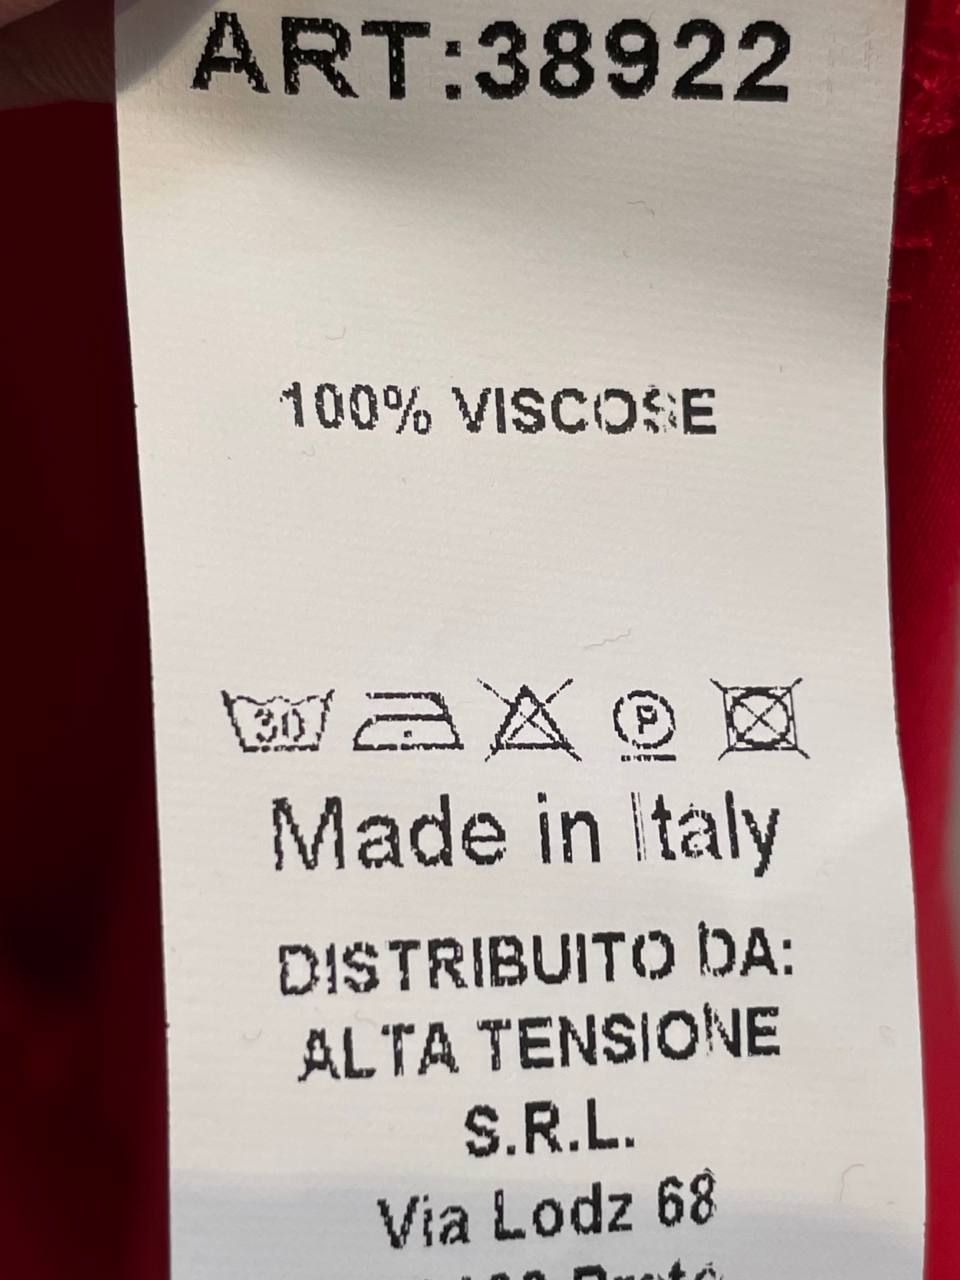 ART:38922
100% VISCOSE
30 P
Made in Italy
DISTRIBUITO DA:
ALTA TENSIONE
S.R.L.
Via Lodz 68